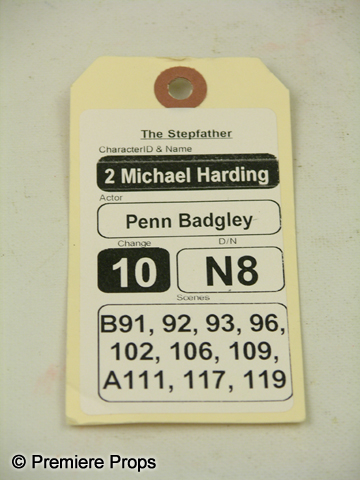 The Stepfather
CharacterID & Name
2 Michael Harding
Actor
Penn Badgley
Change D/N
10 N8
Scenes
B91, 92, 93, 96,
102, 106, 109,
A111, 117, 119
© Premiere Props